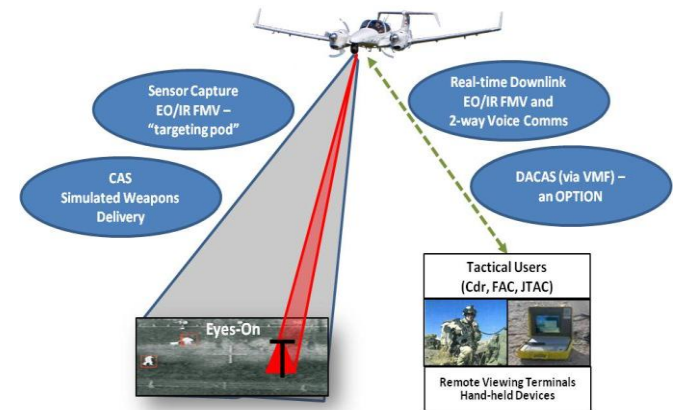 Sensor Capture
EO/IR FMV –
“targeting pod”
Real-time Downlink
EO/IR FMV and
2-way Voice Comms
CAS
Simulated Weapons
Delivery
DACAS (via VMF) –
an OPTION
Eyes-On
T
Tactical Users
(Cdr, FAC, JTAC)
Remote Viewing Terminals
Hand-held Devices